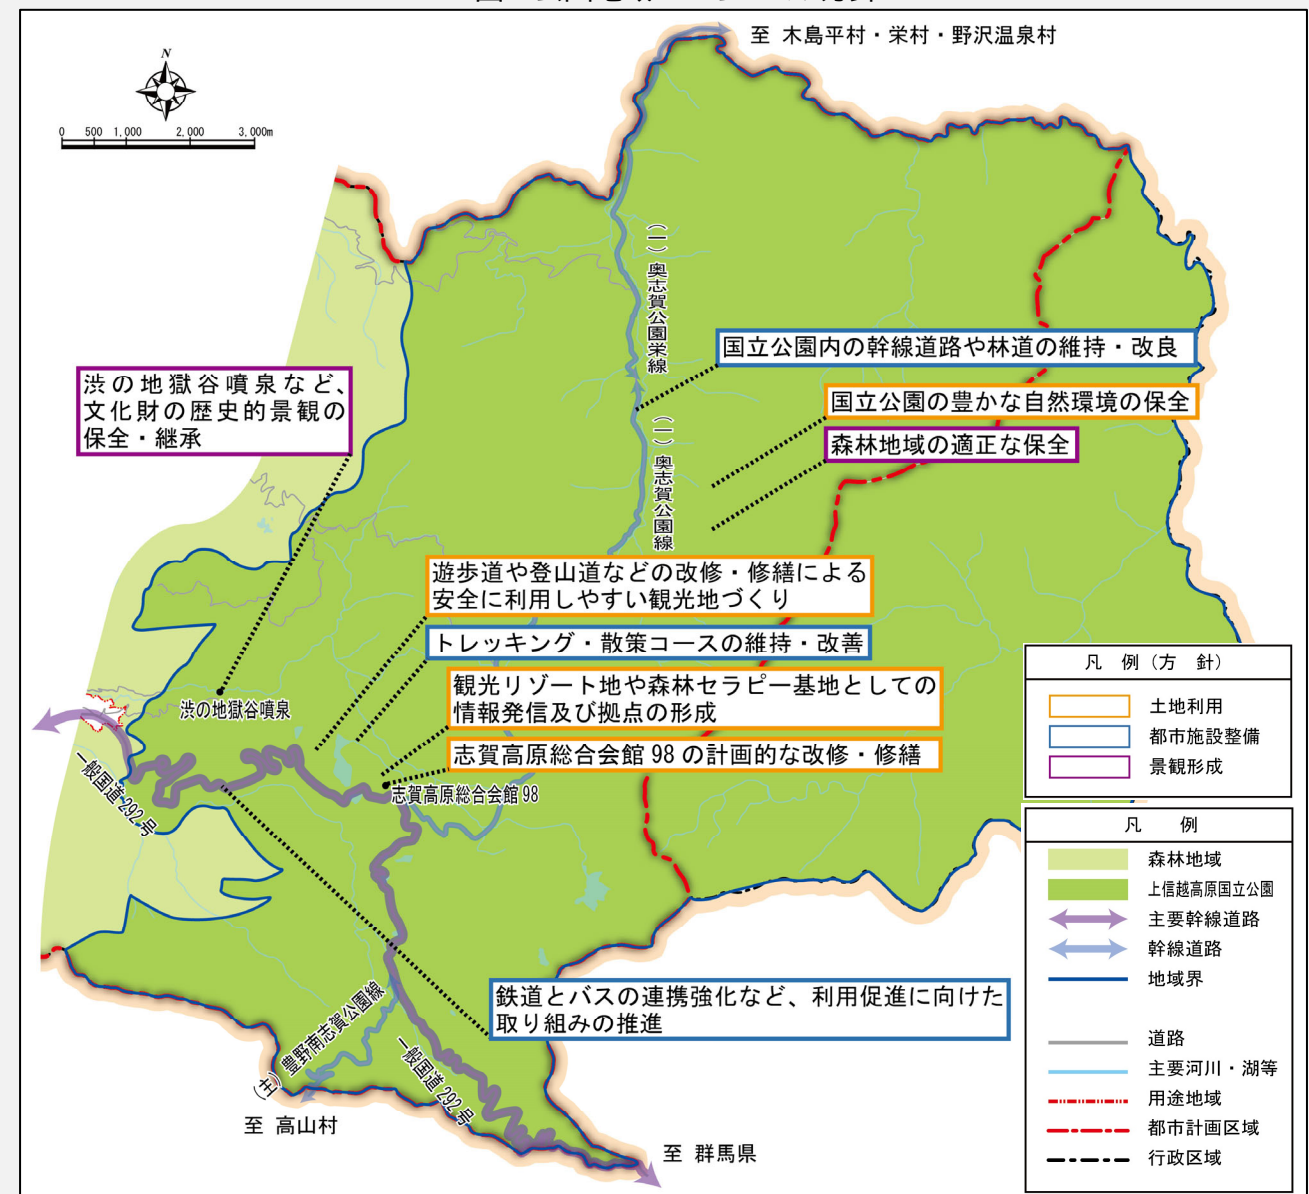 至 木島平村・栄村・野沢温泉村
N
0 500 1,000 2,000 3,000m
(一)奥志賀公園栄線
国立公園内の幹線道路や林道の維持・改良
渋の地獄谷噴泉など、
文化財の歴史的景観の
保全・継承
国立公園の豊かな自然環境の保全
森林地域の適正な保全
(一)奥志賀公園線
遊歩道や登山道などの改修・修繕による
安全に利用しやすい観光地づくり
トレッキング・散策コースの維持・改善
観光リゾート地や森林セラピー基地としての
情報発信及び拠点の形成
渋の地獄谷噴泉
志賀高原総合会館 98 の計画的な改修・修繕
志賀高原総合会館 98
一般国道 292 号
鉄道とバスの連携強化など、利用促進に向けた
取り組みの推進
(主)豊野南志賀公園線
一般国道 292 号
至 高山村
至 群馬県
凡 例(方 針)
土地利用
都市施設整備
景観形成
凡 例
森林地域
上信越高原国立公園
主要幹線道路
幹線道路
地域界
道路
主要河川・湖等
用途地域
都市計画区域
行政区域